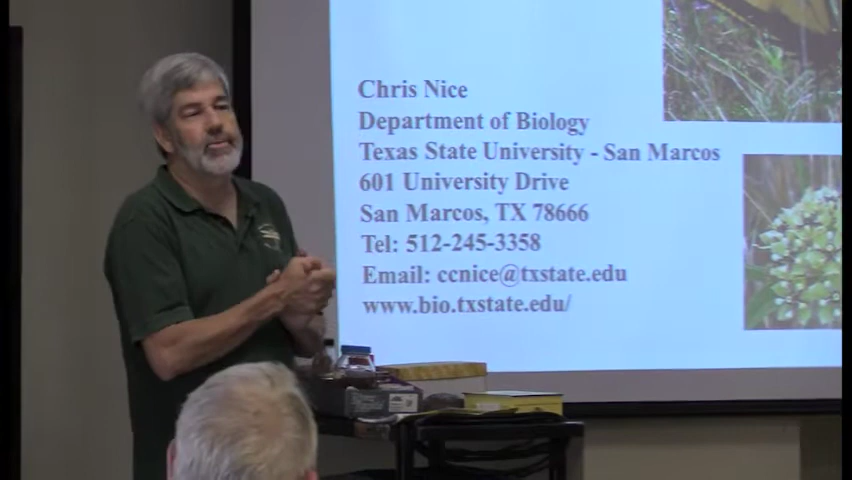 Chris Nice
Department of Biology
Texas State University - San Marcos
601 University Drive
San Marcos, TX 78666
Tel: 512-245-3358
Email: ccnice@txstate.edu
www.bio.txstate.edu/